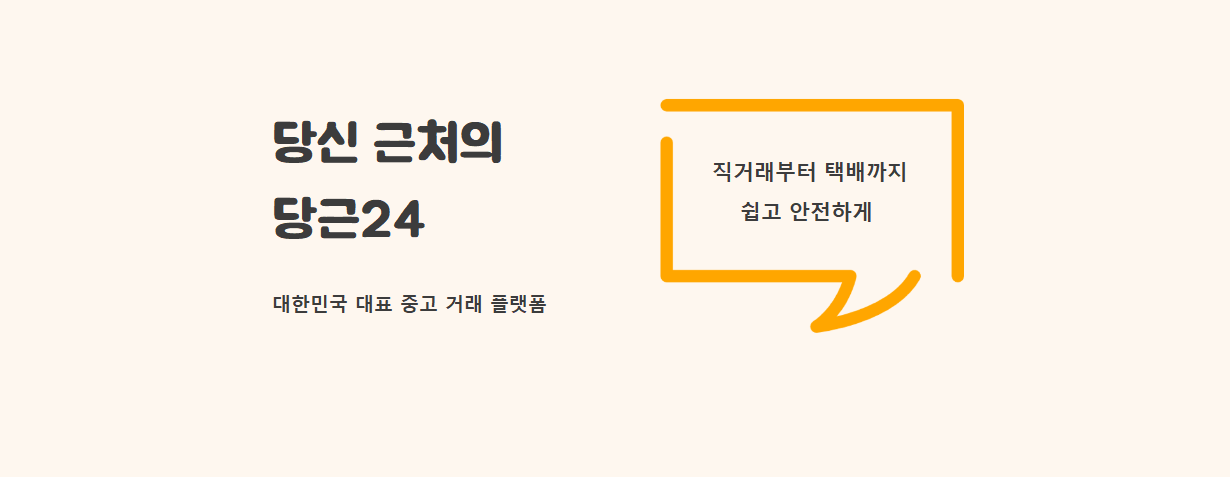 당신 근처의
당근24
대한민국 대표 중고 거래 플랫폼
직거래부터 택배까지
쉽고 안전하게